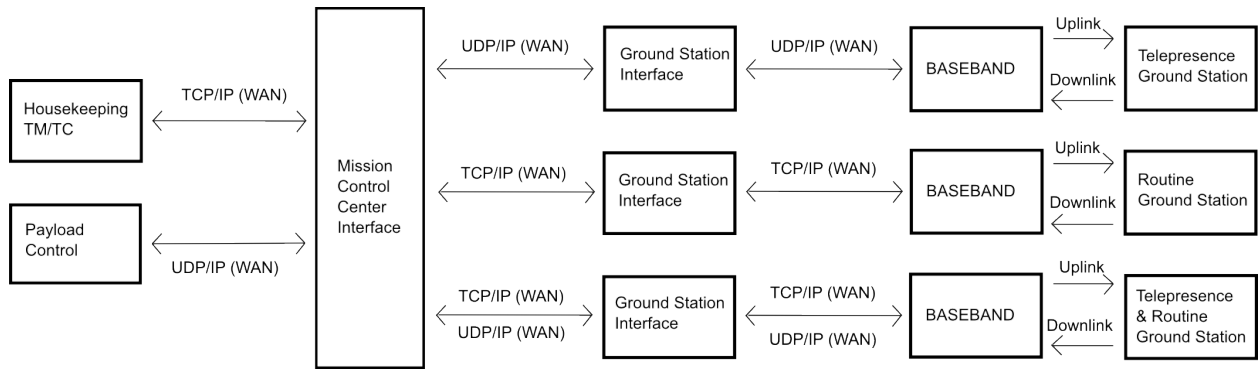 Housekeeping
TM/TC
TCP/IP (WAN)
Payload
Control
UDP/IP (WAN)
Mission
Control
Center
Interface
UDP/IP (WAN)
Ground Station
Interface
UDP/IP (WAN)
BASEBAND
Uplink
Downlink
Telepresence
Ground Station
TCP/IP (WAN)
Ground Station
Interface
TCP/IP (WAN)
BASEBAND
Uplink
Downlink
Routine
Ground Station
TCP/IP (WAN)
UDP/IP (WAN)
Ground Station
Interface
TCP/IP (WAN)
UDP/IP (WAN)
BASEBAND
Uplink
Downlink
Telepresence
& Routine
Ground Station